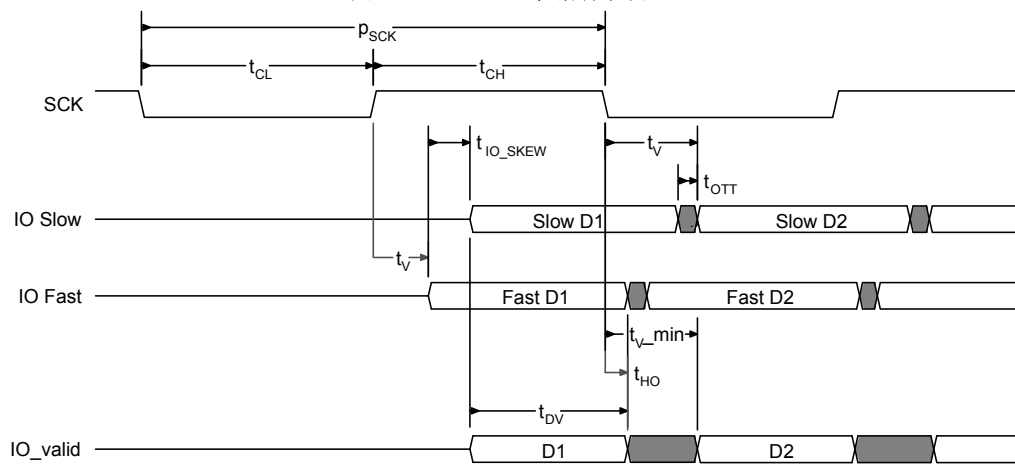 pSCK
tCL
tCH
SCK
tIO_SKEW
tV
tOTT
IO Slow
Slow D1
Slow D2
tV
IO Fast
Fast D1
Fast D2
tV_min
tHO
tDV
IO_valid
D1
D2